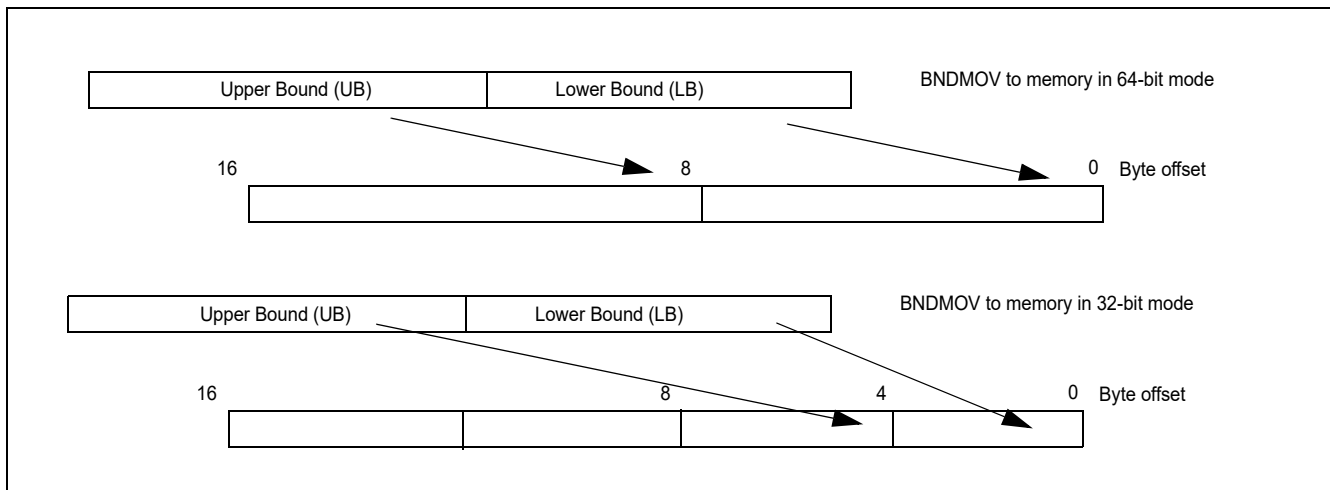 BNDMOV to memory in 64-bit mode
Upper Bound (UB) Lower Bound (LB)
16 8 0 Byte offset
BNDMOV to memory in 32-bit mode
Upper Bound (UB) Lower Bound (LB)
16 8 4 0 Byte offset